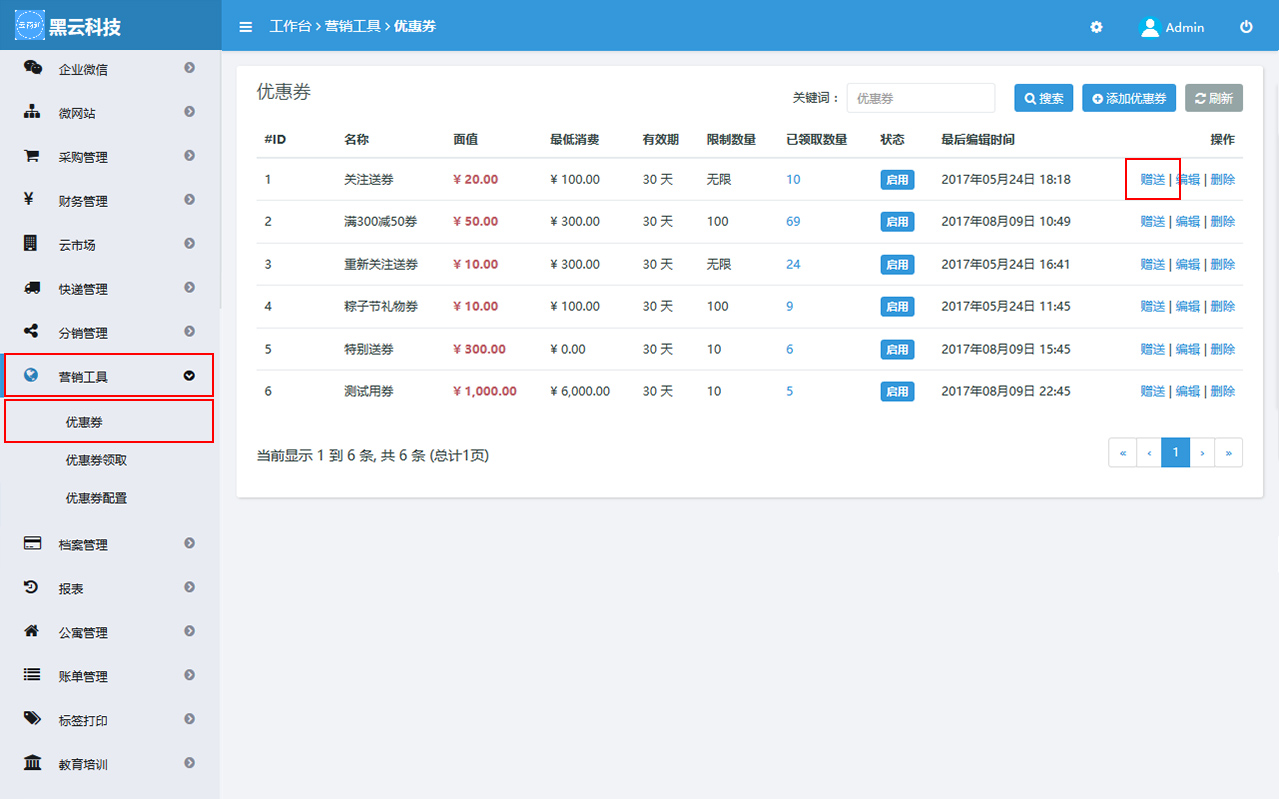 黑云科技
工作台 › 营销工具 › 优惠券
Admin
企业微信
微网站
采购管理
¥ 财务管理
云市场
快递管理
分销管理
营销工具
优惠券
优惠券领取
优惠券配置
档案管理
报表
公寓管理
账单管理
标签打印
教育培训
优惠券
关键词： 优惠券 搜索 添加优惠券 刷新
#ID 名称 面值 最低消费 有效期 限制数量 已领取数量 状态 最后编辑时间 操作
1 关注送券 ¥ 20.00 ¥ 100.00 30 天 无限 10 启用 2017年05月24日 18:18 赠送 | 编辑 | 删除
2 满300减50券 ¥ 50.00 ¥ 300.00 30 天 100 69 启用 2017年08月09日 10:49 赠送 | 编辑 | 删除
3 重新关注送券 ¥ 10.00 ¥ 300.00 30 天 无限 24 启用 2017年05月24日 16:41 赠送 | 编辑 | 删除
4 粽子节礼物券 ¥ 10.00 ¥ 100.00 30 天 100 9 启用 2017年05月24日 11:45 赠送 | 编辑 | 删除
5 特别送券 ¥ 300.00 ¥ 0.00 30 天 10 6 启用 2017年08月09日 15:45 赠送 | 编辑 | 删除
6 测试用券 ¥ 1,000.00 ¥ 6,000.00 30 天 10 5 启用 2017年08月09日 22:45 赠送 | 编辑 | 删除
当前显示 1 到 6 条, 共 6 条 (总计1页)
« ‹ 1 › »